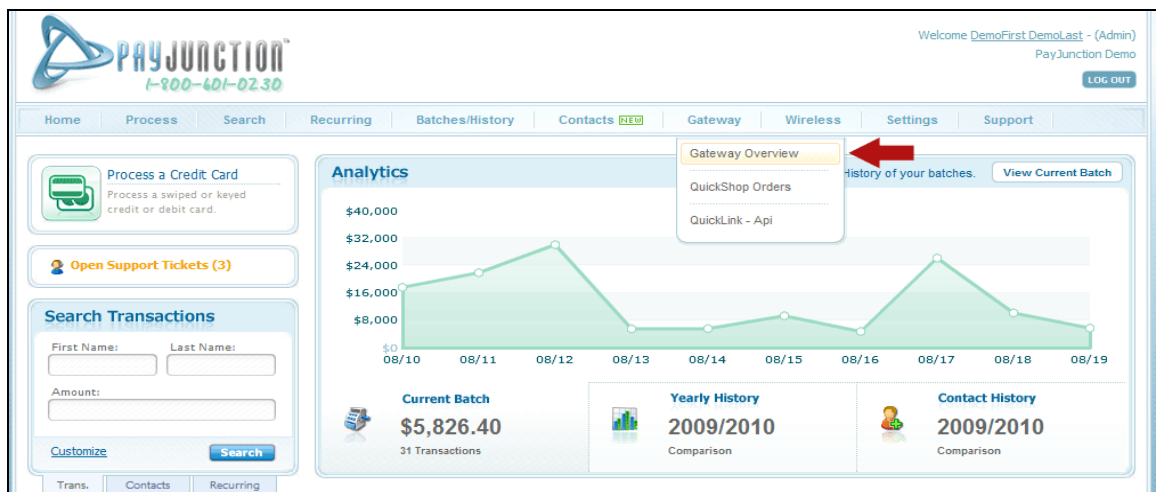 Welcome DemoFirst DemoLast - (Admin)
PayJunction Demo
LOG OUT
PAYJUNCTION™
1-800-601-0230
Home Process Search Recurring Batches/History Contacts NEW Gateway Wireless Settings Support
Gateway Overview
QuickShop Orders
QuickLink - Api
Process a Credit Card
Process a swiped or keyed
credit or debit card.
Open Support Tickets (3)
Search Transactions
First Name: Last Name:
Amount:
Customize Search
Trans. Contacts Recurring
Analytics
History of your batches. View Current Batch
$40,000
$32,000
$24,000
$16,000
$8,000
$0
08/10 08/11 08/12 08/13 08/14 08/15 08/16 08/17 08/18 08/19
Current Batch
$5,826.40
31 Transactions
Yearly History
2009/2010
Comparison
Contact History
2009/2010
Comparison